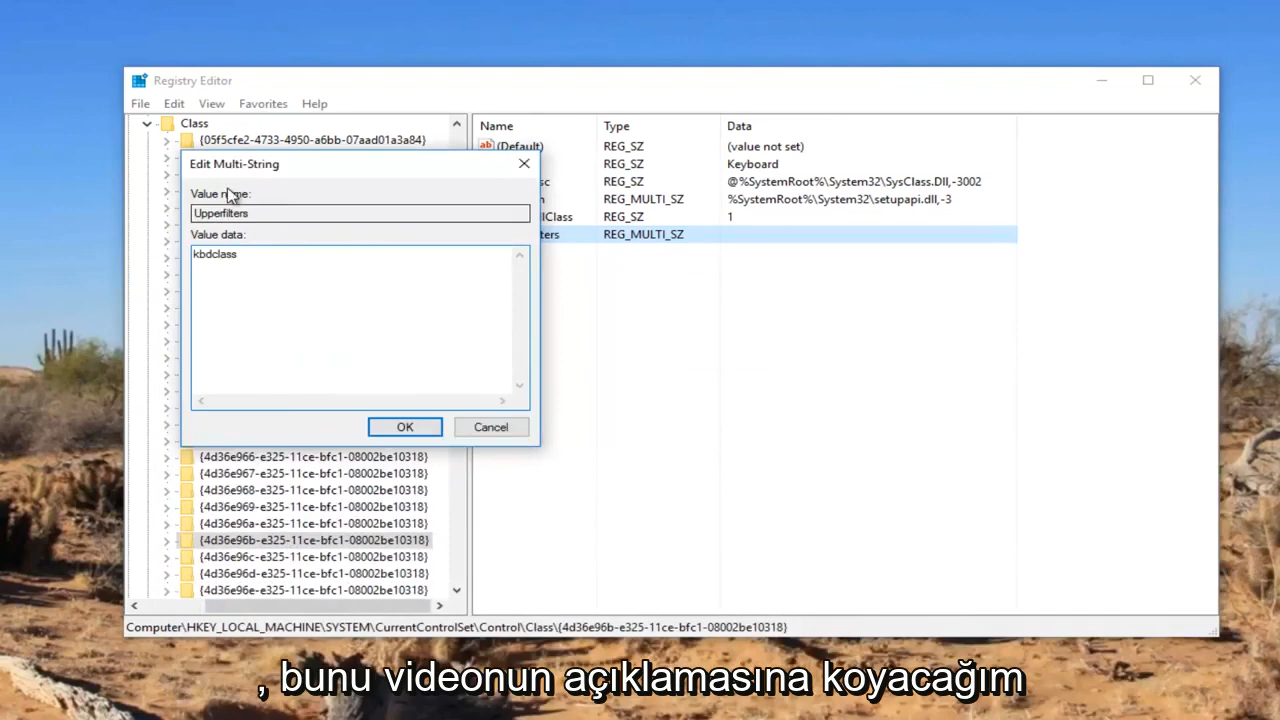 Registry Editor
File Edit View Favorites Help
Class
{05f5cfe2-4733-4950-a6bb-07aad01a3a84}
Edit Multi-String
Value name:
Upperfilters
Value data:
kbdclass
OK Cancel
{4d36e966-e325-11ce-bfc1-08002be10318}
{4d36e967-e325-11ce-bfc1-08002be10318}
{4d36e968-e325-11ce-bfc1-08002be10318}
{4d36e969-e325-11ce-bfc1-08002be10318}
{4d36e96a-e325-11ce-bfc1-08002be10318}
{4d36e96b-e325-11ce-bfc1-08002be10318}
{4d36e96c-e325-11ce-bfc1-08002be10318}
{4d36e96d-e325-11ce-bfc1-08002be10318}
{4d36e96e-e325-11ce-bfc1-08002be10318}
Name Type Data
(Default) REG_SZ (value not set)
REG_SZ Keyboard
sc REG_SZ @%SystemRoot%\System32\SysClass.Dll,-3002
n REG_MULTI_SZ %SystemRoot%\System32\setupapi.dll,-3
lClass REG_SZ 1
ters REG_MULTI_SZ
Computer\HKEY_LOCAL_MACHINE\SYSTEM\CurrentControlSet\Control\Class\{4d36e96b-e325-11ce-bfc1-08002be10318}
, bunu videonun açıklamasına koyacağım